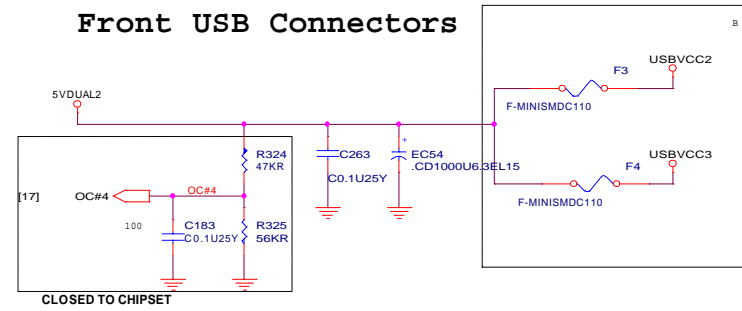 Front USB Connectors
B
USBVCC2
F3
5VDUAL2
F-MINISMDC110
R324
47KR
C263
EC54
.CD1000U6.3EL15
C0.1U25Y
USBVCC3
F4
[17]
OC#4
OC#4
F-MINISMDC110
100
C183
C0.1U25Y
R325
56KR
CLOSED TO CHIPSET